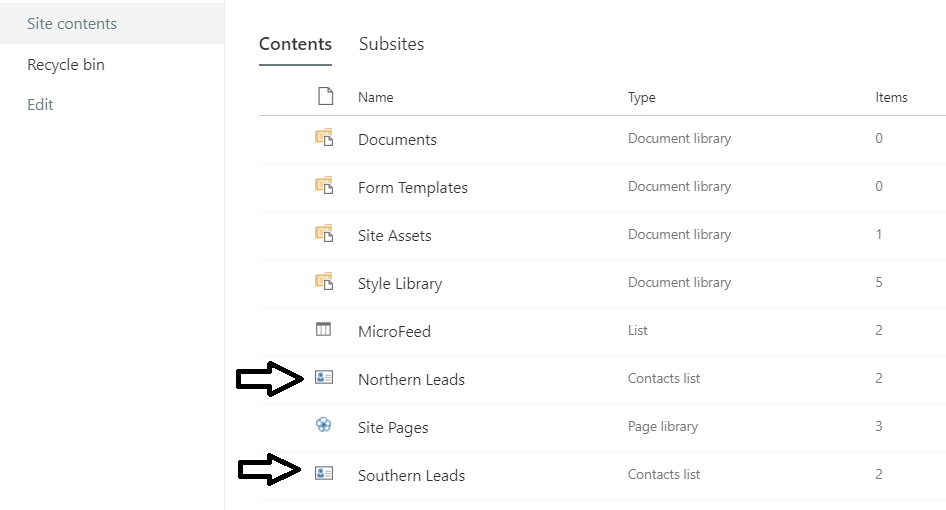 Site contents
Recycle bin
Edit
Contents Subsites
Name Type Items
Documents Document library 0
Form Templates Document library 0
Site Assets Document library 1
Style Library Document library 5
MicroFeed List 2
Northern Leads Contacts list 2
Site Pages Page library 3
Southern Leads Contacts list 2